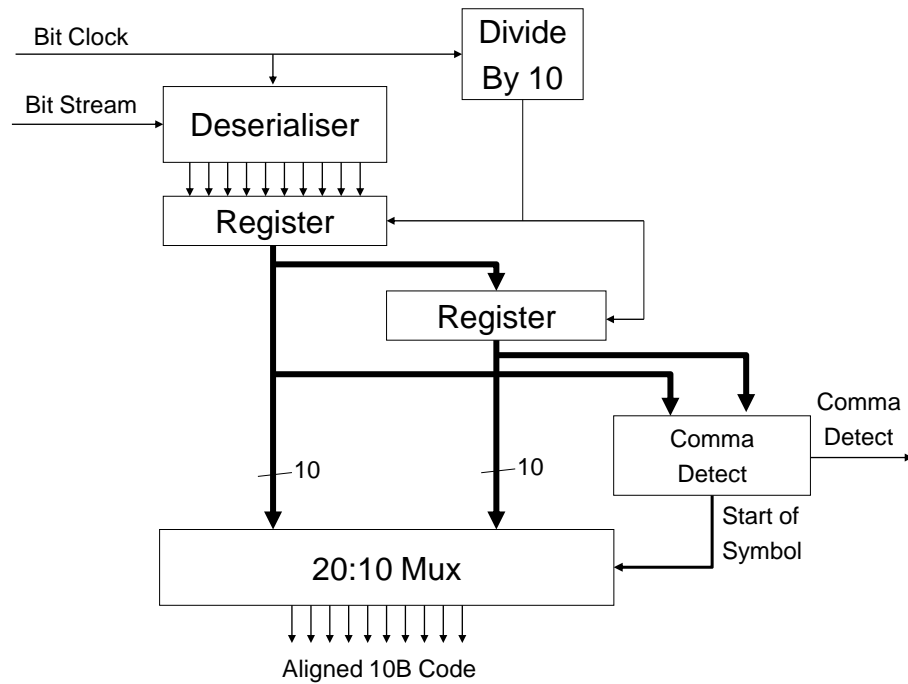 Bit Clock
Divide
By 10
Bit Stream
Deserialiser
Register
Register
Comma
Detect
Comma
Detect
10
10
Start of
Symbol
20:10 Mux
Aligned 10B Code